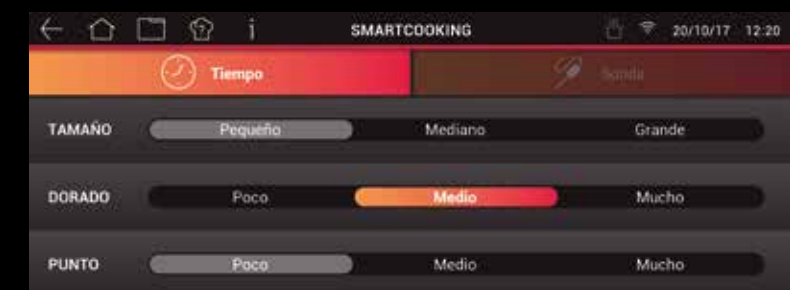 SMARTCOOKING 20/10/17 12:20
Tiempo Sonda
TAMAÑO Pequeño Mediano Grande
DORADO Poco Medio Mucho
PUNTO Poco Medio Mucho